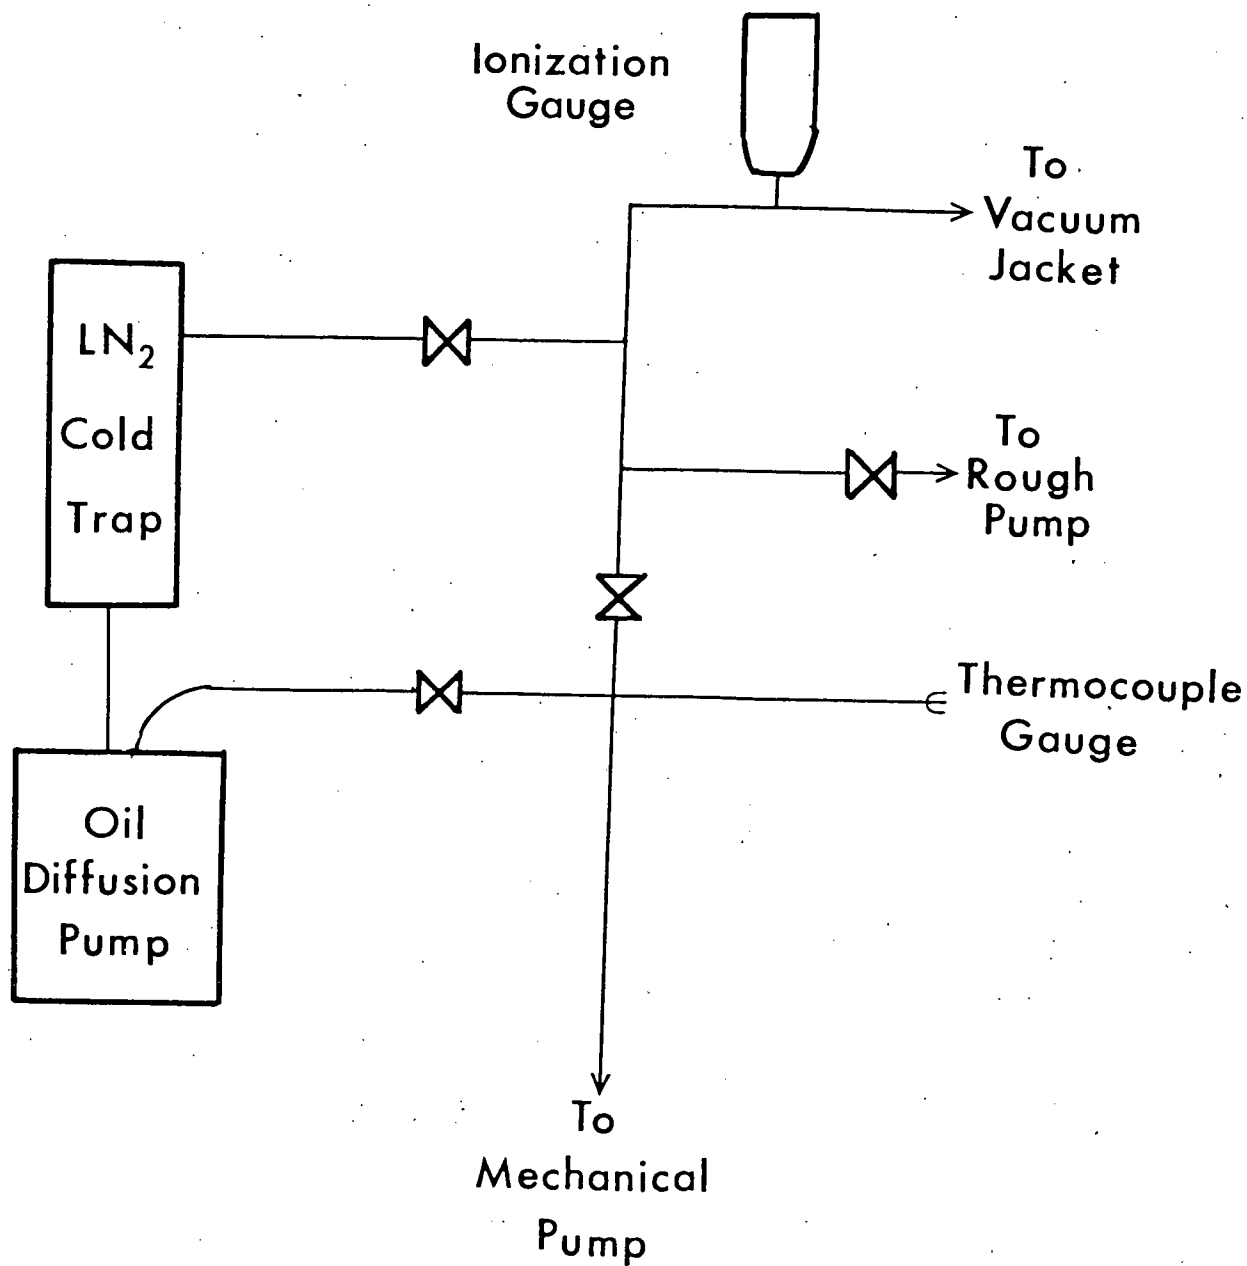 Ionization
Gauge
To
Vacuum
Jacket
LN₂
Cold
Trap
To
Rough
Pump
Thermocouple
Gauge
Oil
Diffusion
Pump
To
Mechanical
Pump